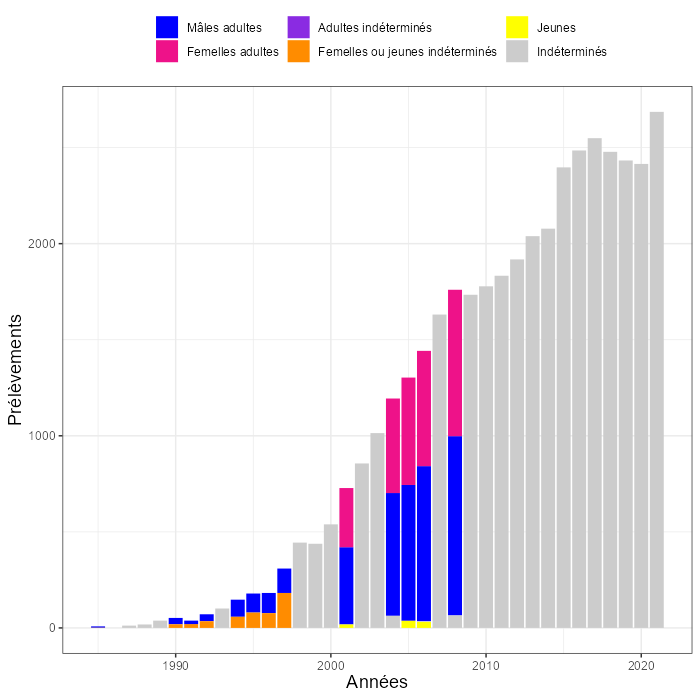 Mâles adultes
Adultes indéterminés
Jeunes
Femelles adultes
Femelles ou jeunes indéterminés
Indéterminés
Prélèvements
2000
1000
0
1990
2000
2010
2020
Années